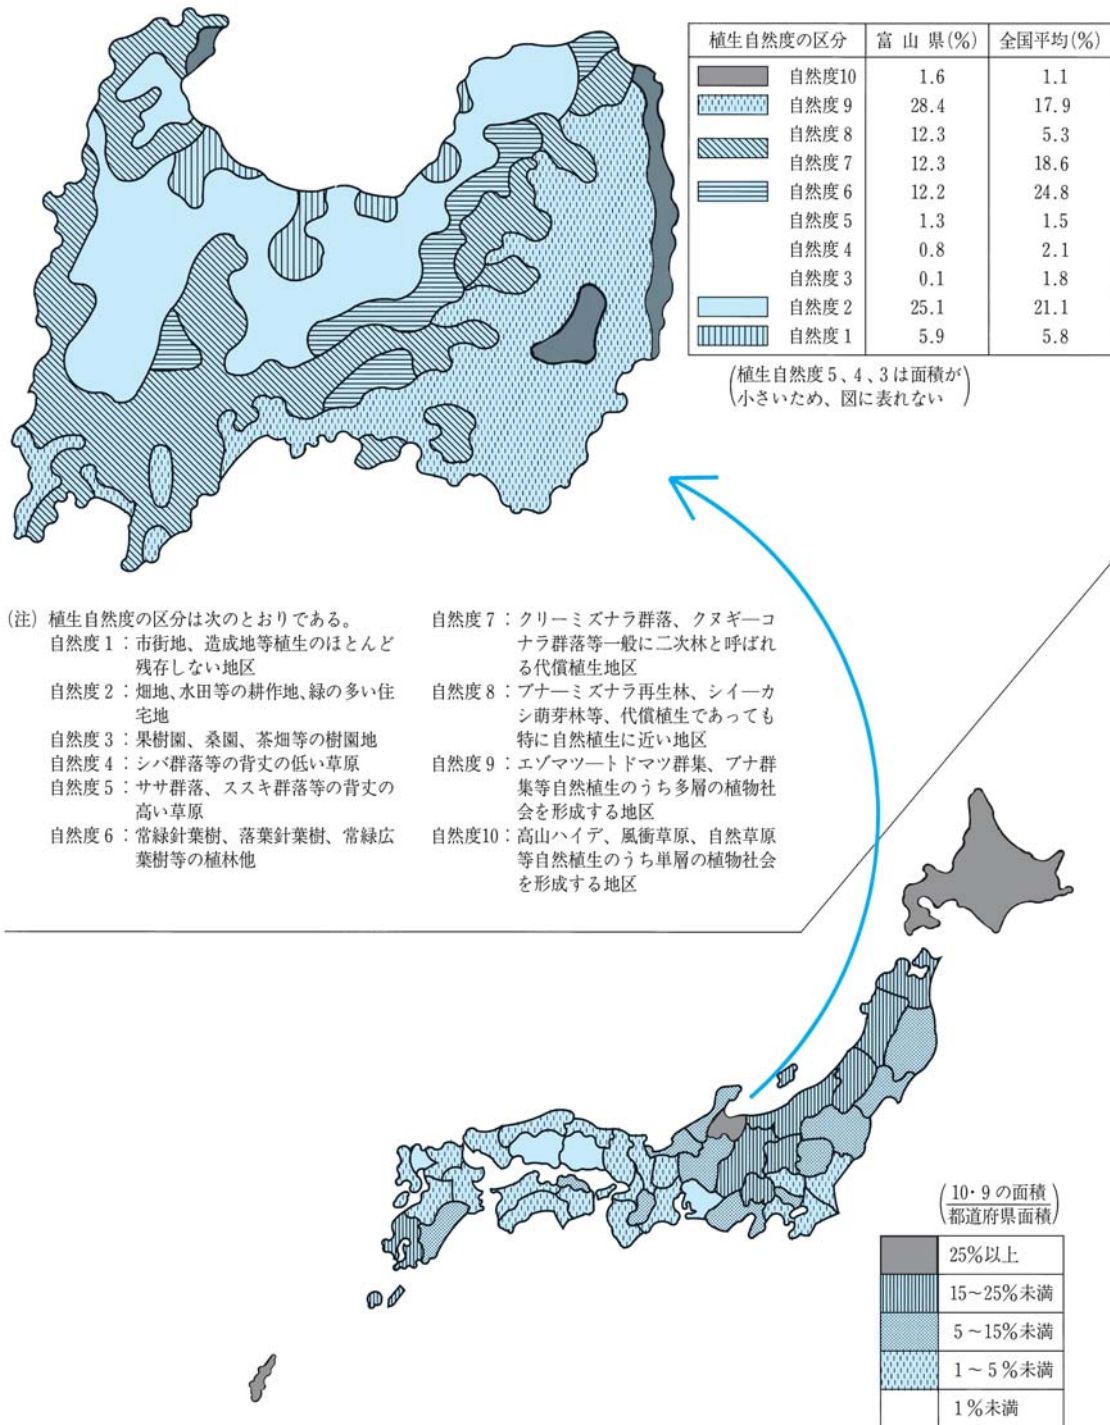 植生自然度の区分 富山県(%) 全国平均(%)
自然度10 1.6 1.1
自然度9 28.4 17.9
自然度8 12.3 5.3
自然度7 12.3 18.6
自然度6 12.2 24.8
自然度5 1.3 1.5
自然度4 0.8 2.1
自然度3 0.1 1.8
自然度2 25.1 21.1
自然度1 5.9 5.8
(植生自然度5、4、3は面積が
小さいため、図に表れない)
(注) 植生自然度の区分は次のとおりである。
自然度1：市街地、造成地等植生のほとんど
残存しない地区
自然度2：畑地、水田等の耕作地、緑の多い住
宅地
自然度3：果樹園、桑園、茶畑等の樹園地
自然度4：シバ群落等の背丈の低い草原
自然度5：ササ群落、ススキ群落等の背丈の
高い草原
自然度6：常緑針葉樹、落葉針葉樹、常緑広
葉樹等の植林他
自然度7：クリーミズナラ群落、クヌギ―コ
ナラ群落等一般に二次林と呼ばれ
る代償植生地区
自然度8：ブナ―ミズナラ再生林、シイ―カ
シ萌芽林等、代償植生であっても
特に自然植生に近い地区
自然度9：エゾマツ―トドマツ群集、ブナ群
集等自然植生のうち多層の植物社
会を形成する地区
自然度10：高山ハイデ、風衝草原、自然草原
等自然植生のうち単層の植物社会
を形成する地区
(10・9の面積
都道府県面積)
25%以上
15～25%未満
5～15%未満
1～5%未満
1%未満